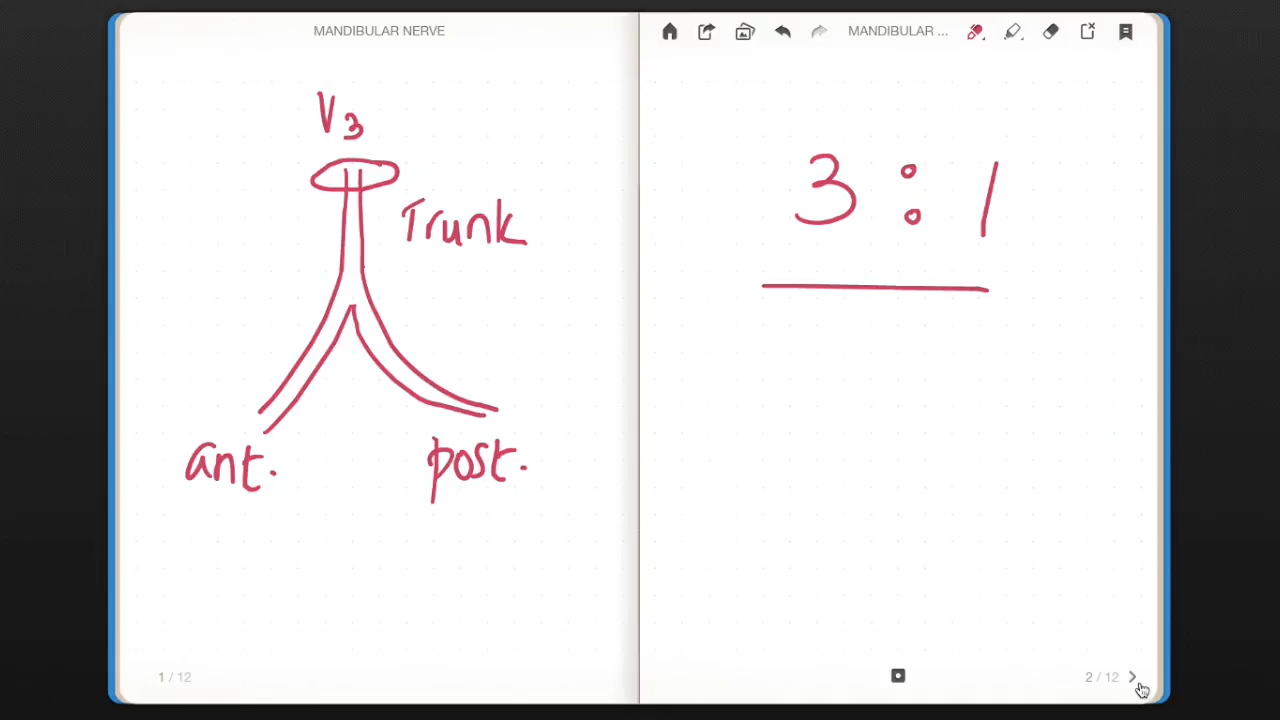 MANDIBULAR NERVE
V3
Trunk
ant.
post.
1 / 12
MANDIBULAR ...
3 : 1
2 / 12